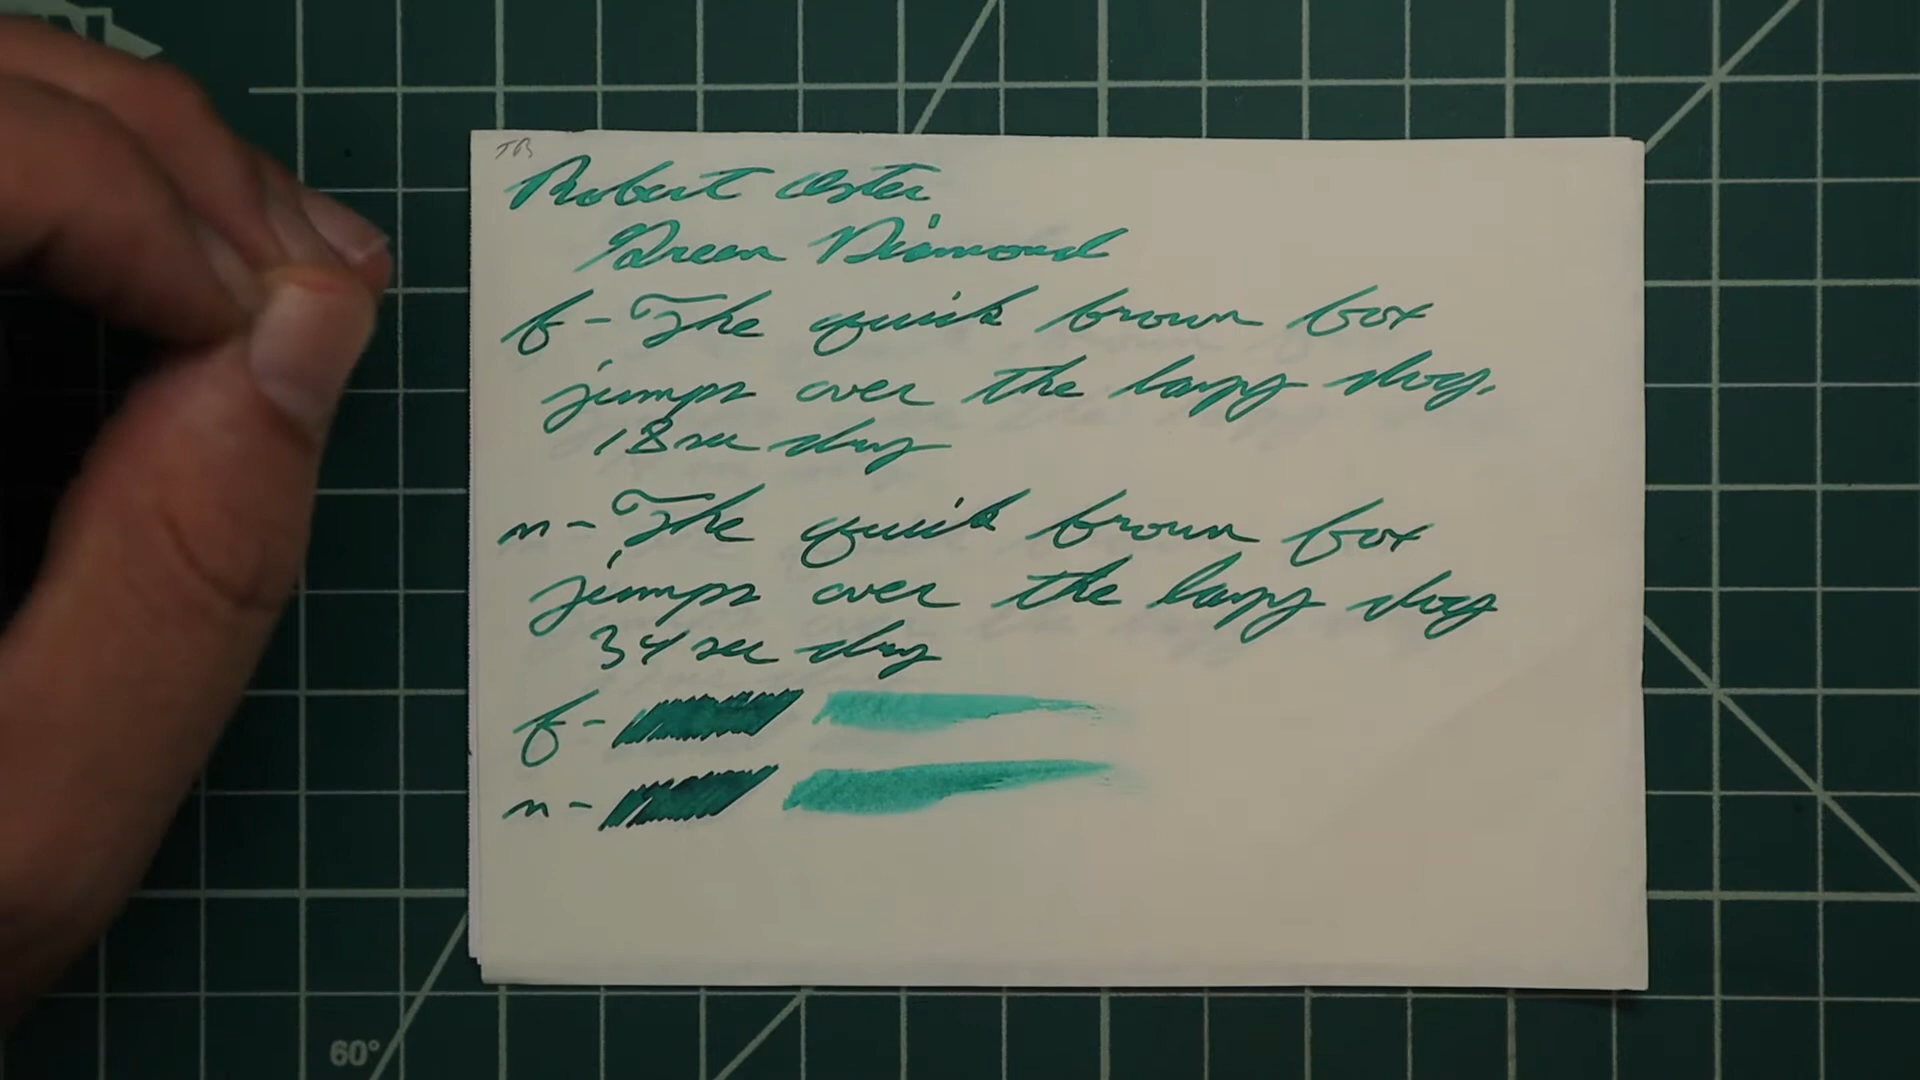 TR
Robert Oster
Green Diamond
f - The quick brown fox
jumps over the lazy dog.
18 sec dry
m - The quick brown fox
jumps over the lazy dog
34 sec dry
f -
m -
60°